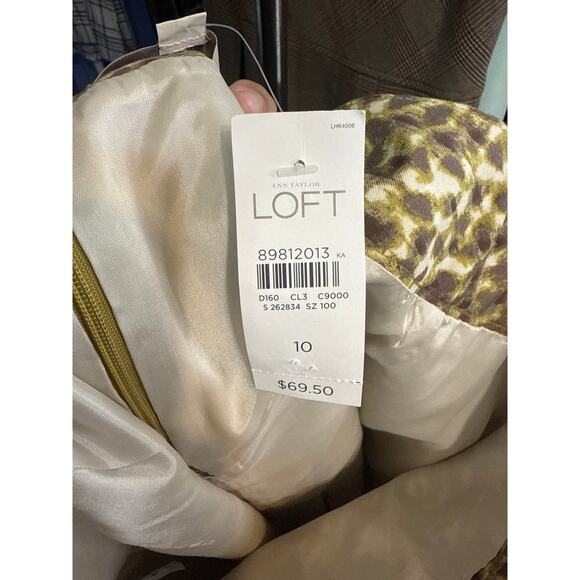 LHK4006
ANN TAYLOR
LOFT
89812013 KA
D160 CL3 C9000
S 262834 SZ 100
10
$69.50